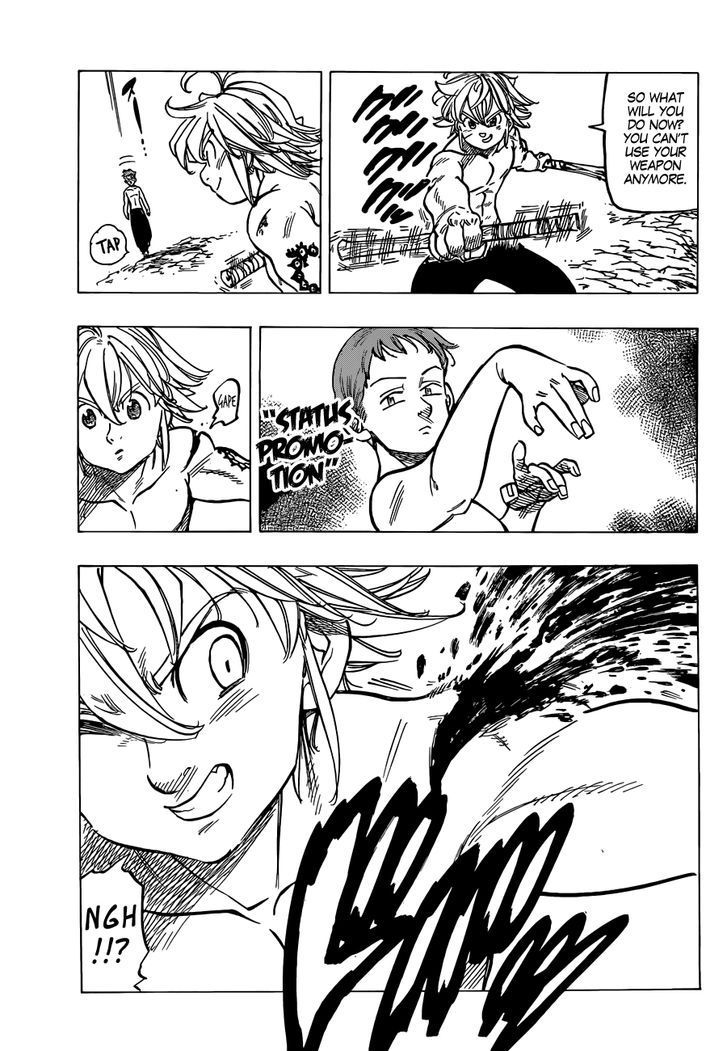 SO WHAT
WILL YOU
DO NOW?
YOU CAN'T
USE YOUR
WEAPON
ANYMORE.
TAP
"STATUS
PROMO-
TION"
GAPE
NGH
!!?